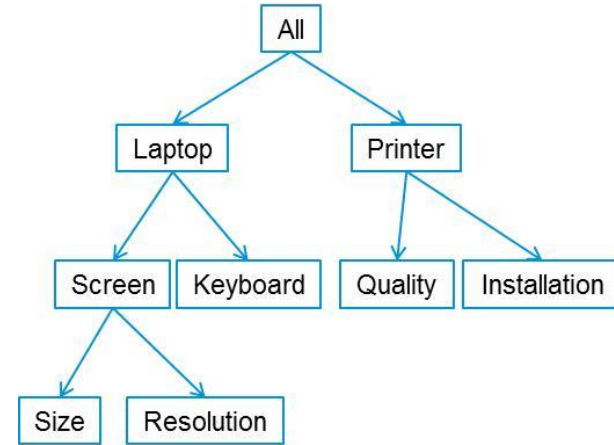 All
Laptop Printer
Screen Keyboard Quality Installation
Size Resolution